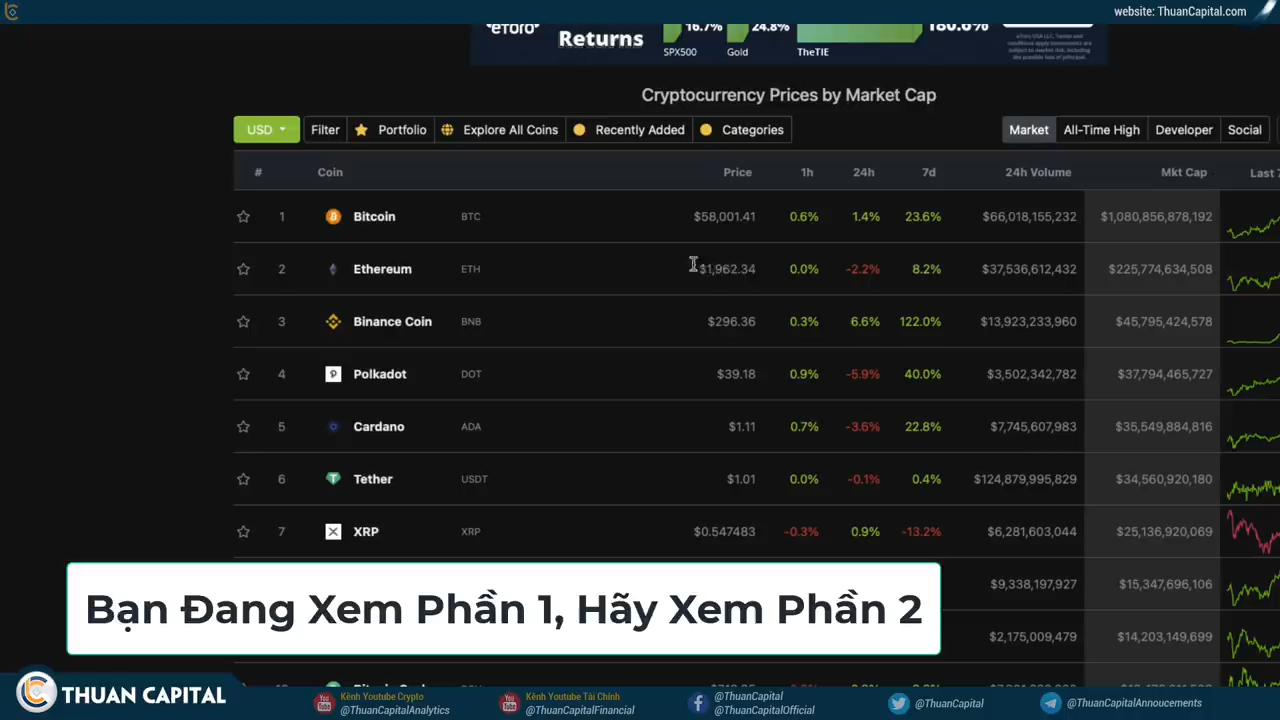 website: ThuanCapital.com
eToro
Returns
16.7%
24.8%
180.6%
SPX500
Gold
TheTIE
Cryptocurrency Prices by Market Cap
USD Filter Portfolio Explore All Coins Recently Added Categories Market All-Time High Developer Social
# Coin Price 1h 24h 7d 24h Volume Mkt Cap Last 7
1 Bitcoin BTC $58,001.41 0.6% 1.4% 23.6% $66,018,155,232 $1,080,856,878,192
2 Ethereum ETH $1,962.34 0.0% -2.2% 8.2% $37,536,612,432 $225,774,634,508
3 Binance Coin BNB $296.36 0.3% 6.6% 122.0% $13,923,233,960 $45,795,424,578
4 Polkadot DOT $39.18 0.9% -5.9% 40.0% $3,502,342,782 $37,794,465,727
5 Cardano ADA $1.11 0.7% -3.6% 22.8% $7,745,607,983 $35,549,884,816
6 Tether USDT $1.01 0.0% -0.1% 0.4% $124,879,995,829 $34,560,920,180
7 XRP XRP $0.547483 -0.3% 0.9% -13.2% $6,281,603,044 $25,136,920,069
$9,338,197,927 $15,347,696,106
Bạn Đang Xem Phần 1, Hãy Xem Phần 2
$2,175,009,479 $14,203,149,699
THUAN CAPITAL
Kênh Youtube Crypto
@ThuanCapitalAnalytics
Kênh Youtube Tài Chính
@ThuanCapitalFinancial
@ThuanCapital
@ThuanCapitalOfficial
@ThuanCapital
@ThuanCapitalAnnoucements